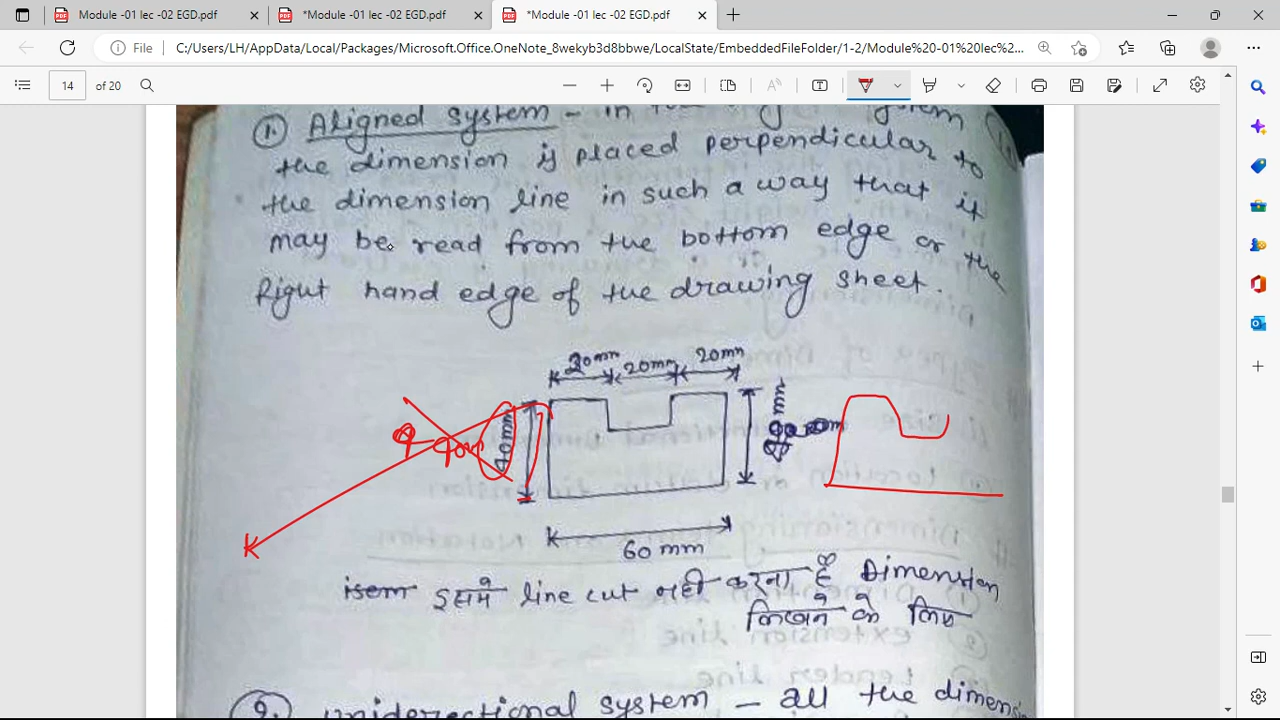 Module -01 lec -02 EGD.pdf
*Module -01 lec -02 EGD.pdf
*Module -01 lec -02 EGD.pdf
File
C:/Users/LH/AppData/Local/Packages/Microsoft.Office.OneNote_8wekyb3d8bbwe/LocalState/EmbeddedFileFolder/1-2/Module%20-01%20lec%...
14 of 20
1. Aligned system - in
the dimension is placed perpendicular to
the dimension line in such a way that it
may be read from the bottom edge or the
Right hand edge of the drawing sheet.
20mm 20mm 20mm
40mm
60 mm
इसमे line cut नही करना है Dimension
लिखने के लिए
2. unidirectional system - all the dimensi